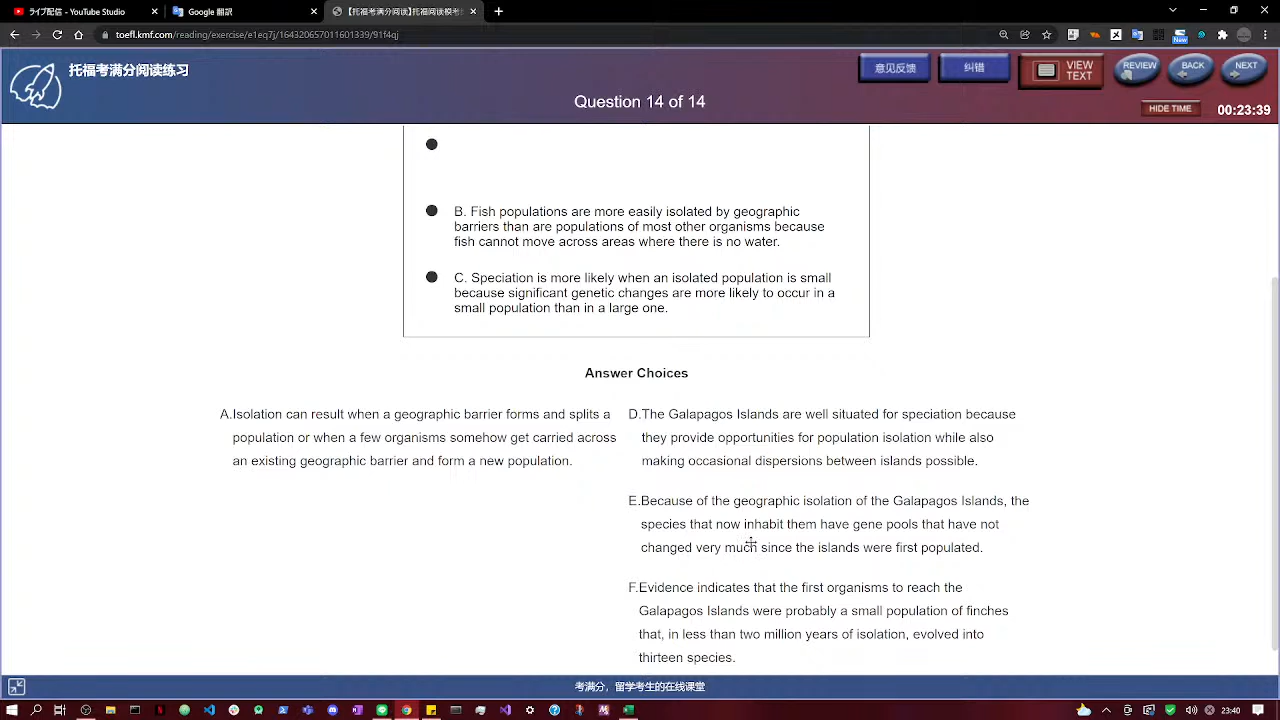 ライブ配信 - YouTube Studio
Google 翻訳
【托福考满分阅读】托福阅读模考
toefl.kmf.com/reading/exercise/e1eq7j/164320657011601339/91f4qj
New
托福考满分阅读练习
意见反馈
纠错
VIEW
TEXT
REVIEW
BACK
NEXT
Question 14 of 14
HIDE TIME
00:23:39
B. Fish populations are more easily isolated by geographic
barriers than are populations of most other organisms because
fish cannot move across areas where there is no water.
C. Speciation is more likely when an isolated population is small
because significant genetic changes are more likely to occur in a
small population than in a large one.
Answer Choices
A.Isolation can result when a geographic barrier forms and splits a
population or when a few organisms somehow get carried across
an existing geographic barrier and form a new population.
D.The Galapagos Islands are well situated for speciation because
they provide opportunities for population isolation while also
making occasional dispersions between islands possible.
E.Because of the geographic isolation of the Galapagos Islands, the
species that now inhabit them have gene pools that have not
changed very much since the islands were first populated.
F.Evidence indicates that the first organisms to reach the
Galapagos Islands were probably a small population of finches
that, in less than two million years of isolation, evolved into
thirteen species.
考满分，留学考生的在线课堂
23:40